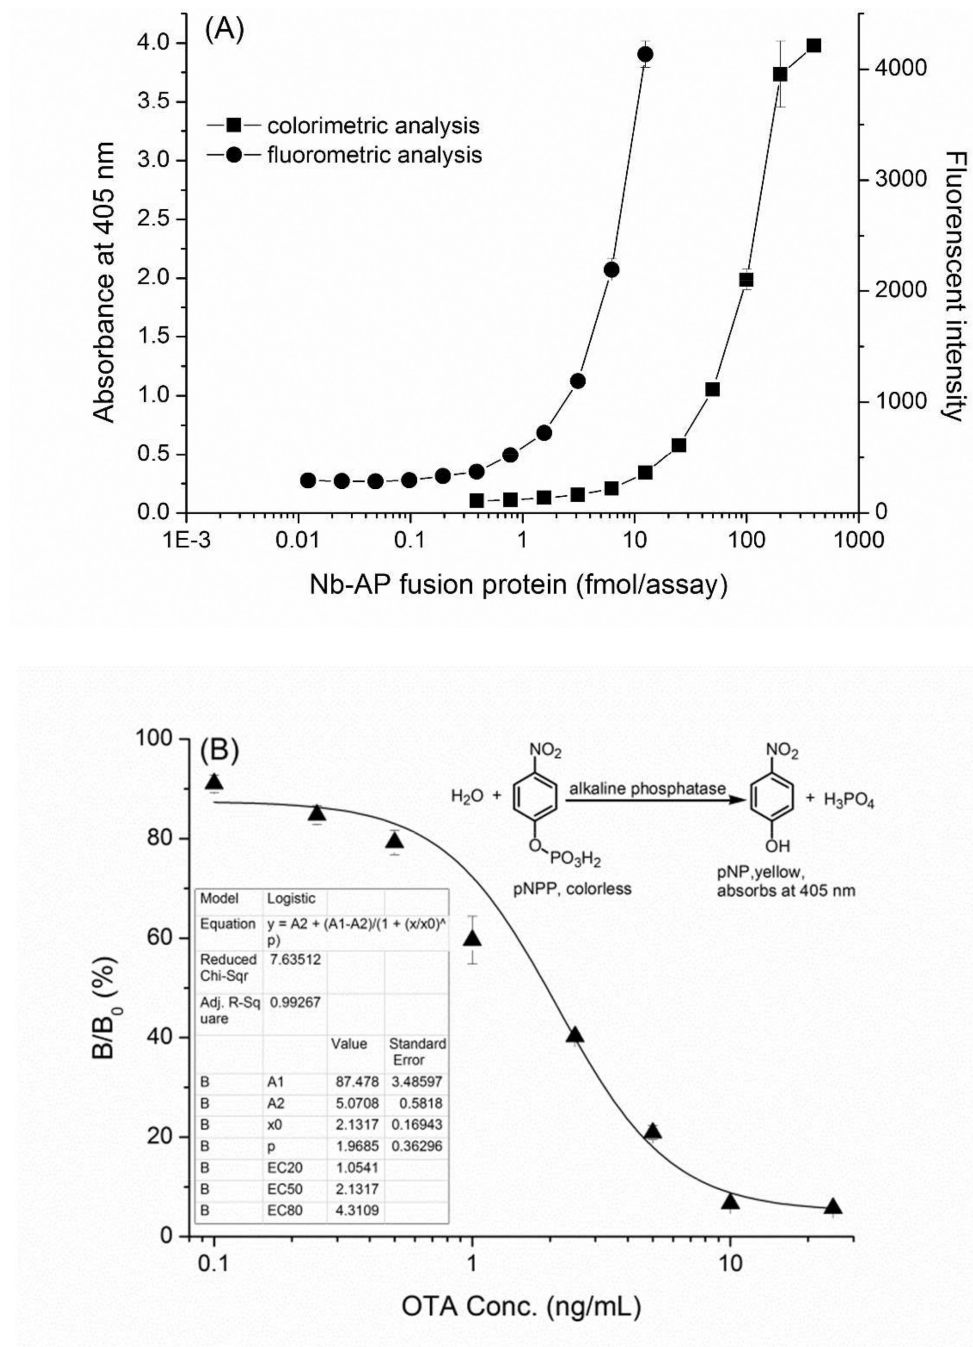 (A)
4.0
3.5
3.0
2.5
2.0
1.5
1.0
0.5
0.0
Absorbance at 405 nm
colorimetric analysis
fluorometric analysis
4000
3000
2000
1000
0
Fluorenscent intensity
1E-3 0.01 0.1 1 10 100 1000
Nb-AP fusion protein (fmol/assay)
(B)
100
80
60
40
20
0
B/B0 (%)
NO2 NO2
H2O + alkaline phosphatase + H3PO4
O OH
PO3H2
pNPP, colorless
pNP,yellow,
absorbs at 405 nm
Model Logistic
Equation y = A2 + (A1-A2)/(1 + (x/x0)^
p)
Reduced 7.63512
Chi-Sqr
Adj. R-Sq 0.99267
uare
Value Standard
Error
B A1 87.478 3.48597
B A2 5.0708 0.5818
B x0 2.1317 0.16943
B p 1.9685 0.36296
B EC20 1.0541
B EC50 2.1317
B EC80 4.3109
0.1 1 10
OTA Conc. (ng/mL)